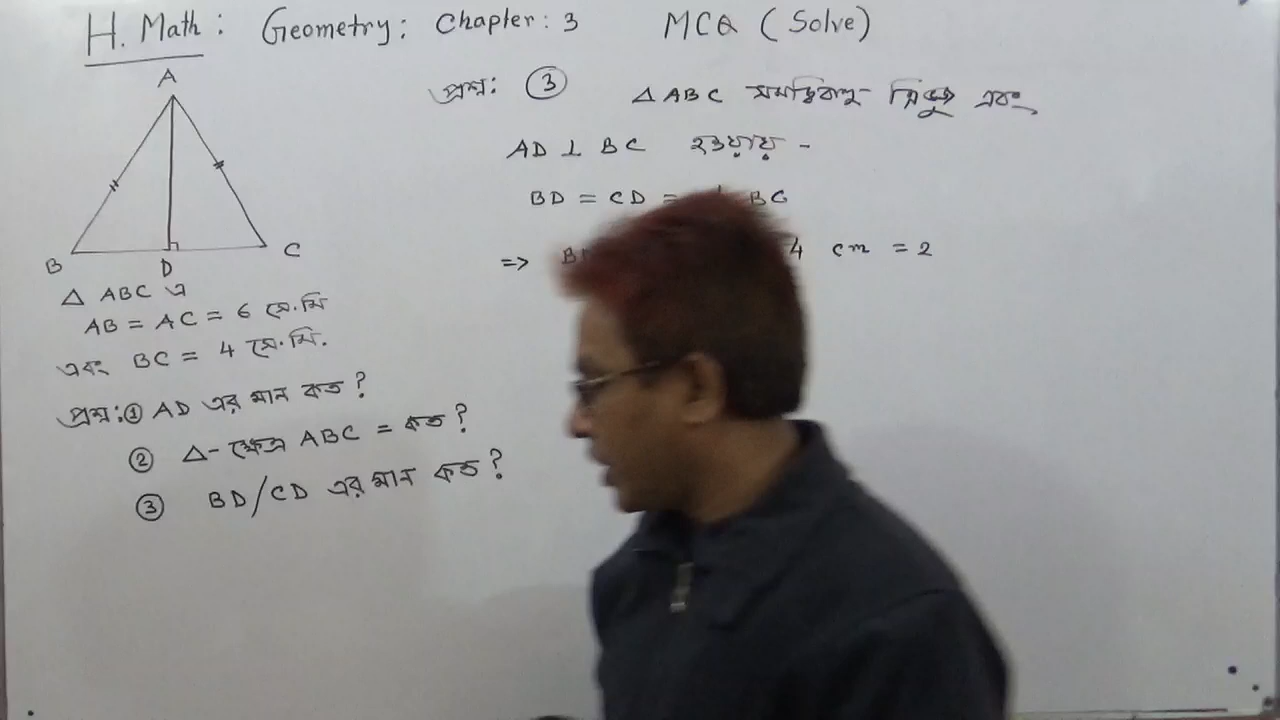 H. Math : Geometry : Chapter : 3 MCQ ( Solve )
A
B
D
C
Δ ABC এ
AB = AC = 6 সে.মি
এবং BC = 4 সে.মি.
প্রশ্ন : ① AD এর মান কত ?
② Δ- ক্ষেত্র ABC = কত ?
③ BD/CD এর মান কত ?
প্রশ্ন : ③ Δ ABC সমদ্বিবাহু ত্রিভুজ এবং
AD ⊥ BC হওয়ায় -
BD = CD = BC
=> 4 cm = 2